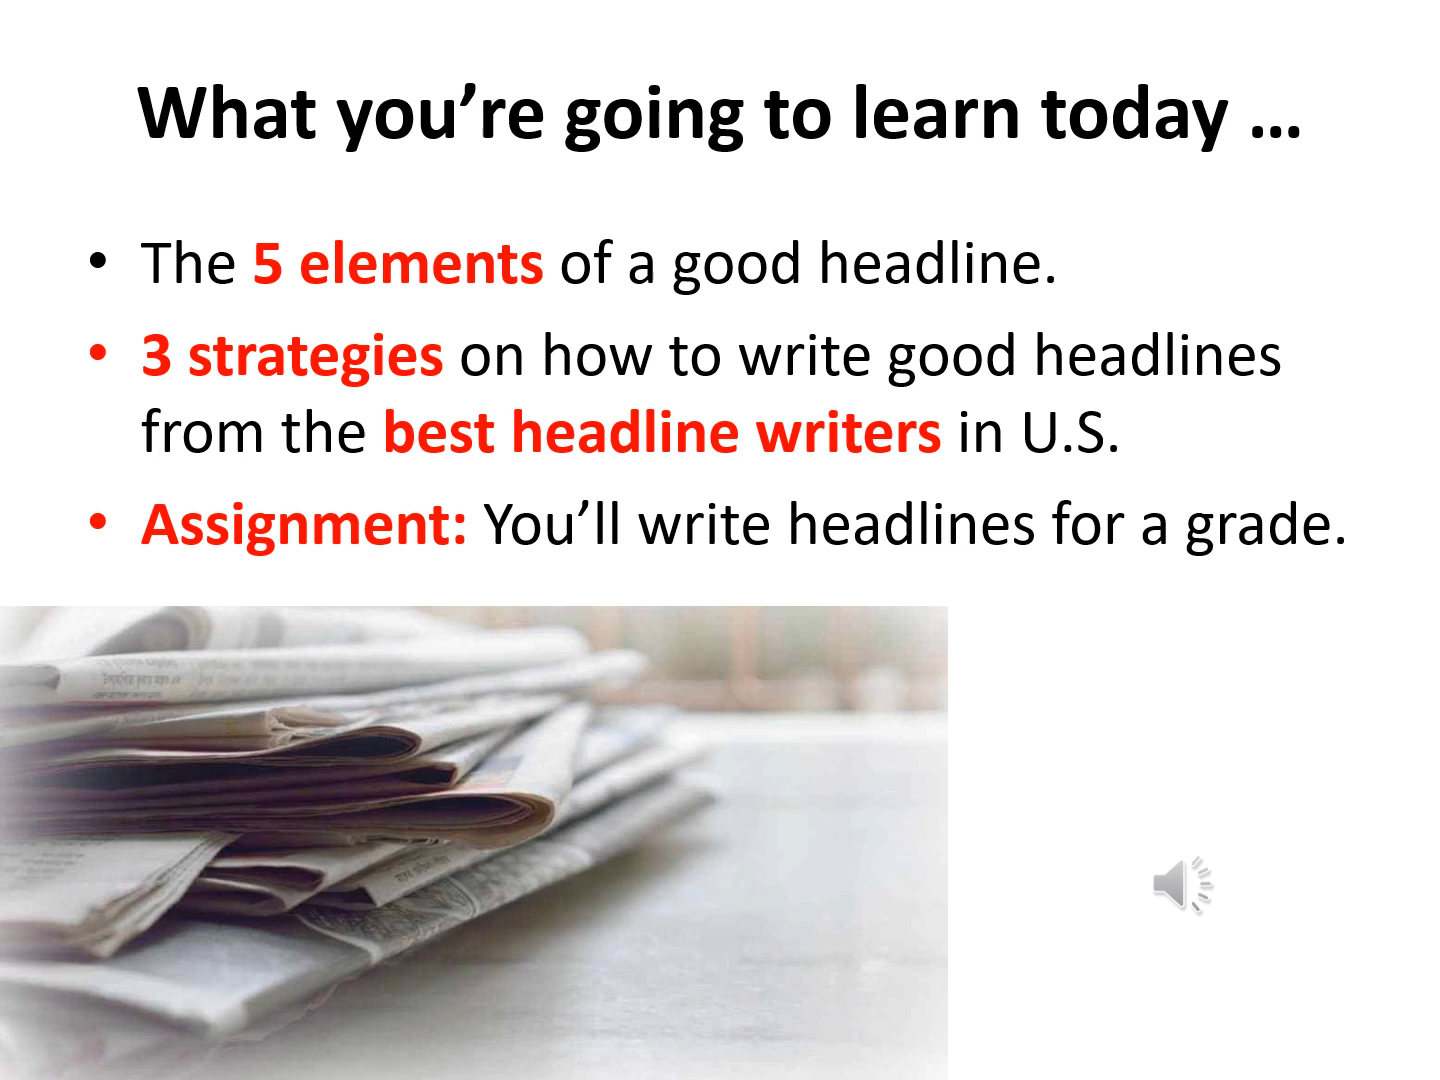 What you’re going to learn today …
• The 5 elements of a good headline.
• 3 strategies on how to write good headlines
from the best headline writers in U.S.
• Assignment: You’ll write headlines for a grade.